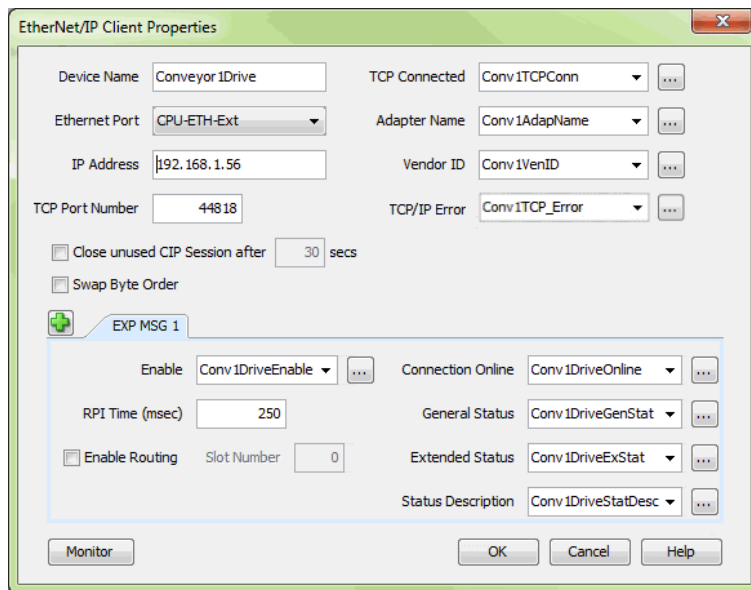 EtherNet/IP Client Properties
Device Name Conveyor1Drive TCP Connected Conv1TCPConn ...
Ethernet Port CPU-ETH-Ext Adapter Name Conv1AdapName ...
IP Address 192.168.1.56 Vendor ID Conv1VenID ...
TCP Port Number 44818 TCP/IP Error Conv1TCP_Error ...
Close unused CIP Session after 30 secs
Swap Byte Order
EXP MSG 1
Enable Conv1DriveEnable ... Connection Online Conv1DriveOnline ...
RPI Time (msec) 250 General Status Conv1DriveGenStat ...
Enable Routing Slot Number 0 Extended Status Conv1DriveExStat ...
Status Description Conv1DriveStatDesc ...
Monitor OK Cancel Help